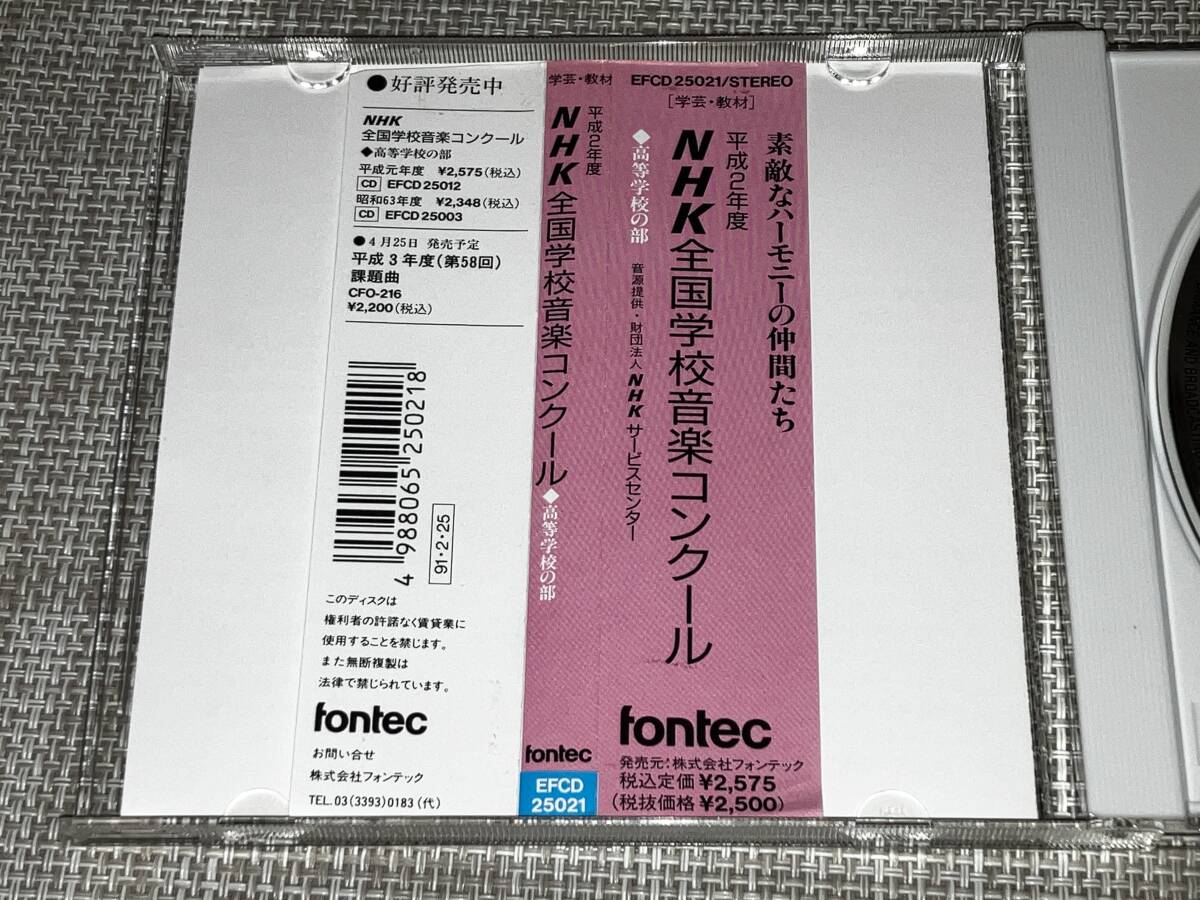 ●好評発売中
NHK
全国学校音楽コンクール
◆高等学校の部
平成元年度 ¥2,575(税込)
CD EFCD 25012
昭和63年度 ¥2,348(税込)
CD EFCD 25003
●4月25日 発売予定
平成3年度(第58回)
課題曲
CFO-216
¥2,200(税込)
4 988065 250218
91・2・25
このディスクは
権利者の許諾なく賃貸業に
使用することを禁じます。
また無断複製は
法律で禁じられています。
fontec
お問い合せ
株式会社フォンテック
TEL.03(3393)0183(代)
学芸・教材
平成2年度
NHK全国学校音楽コンクール
◆高等学校の部
fontec
EFCD
25021
EFCD 25021/STEREO
[学芸・教材]
素敵なハーモニーの仲間たち
平成2年度
NHK全国学校音楽コンクール
◆高等学校の部
音源提供・財団法人NHKサービスセンター
fontec
発売元:株式会社フォンテック
税込定価¥2,575
(税抜価格¥2,500)